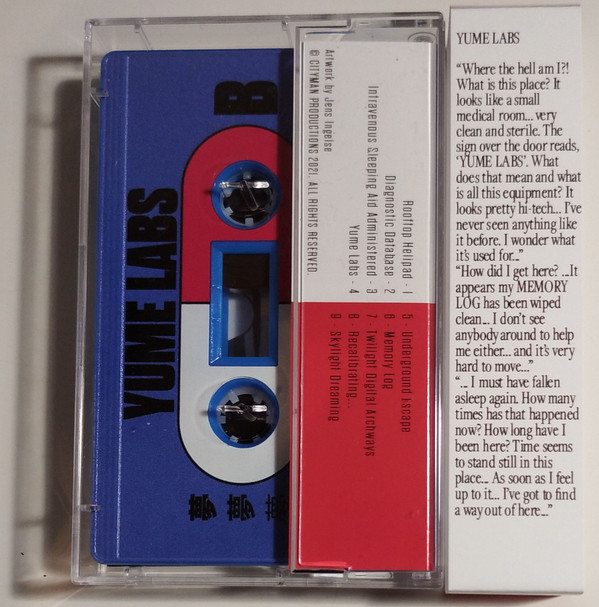 B
YUME LABS
夢 夢 夢
Artwork by Jens Ingelse
© CITYMAN PRODUCTIONS 2021. ALL RIGHTS RESERVED.
Rooftop Helipad - 1
Diagnostic Database - 2
Intravenous Sleeping Aid Administered - 3
Yume Labs - 4
5 - Underground Escape
6 - Memory Log
7 - Twilight Digital Archways
8 - Recalibrating...
9 - Skylight Dreaming
YUME LABS
“Where the hell am I?!
What is this place? It
looks like a small
medical room... very
clean and sterile. The
sign over the door reads,
‘YUME LABS’. What
does that mean and what
is all this equipment? It
looks pretty hi-tech... I’ve
never seen anything like
it before. I wonder what
it’s used for...”
“How did I get here? ...It
appears my MEMORY
LOG has been wiped
clean... I don’t see
anybody around to help
me either... and it’s very
hard to move...”
“... I must have fallen
asleep again. How many
times has that happened
now? How long have I
been here? Time seems
to stand still in this
place... As soon as I feel
up to it... I’ve got to find
a way out of here...”